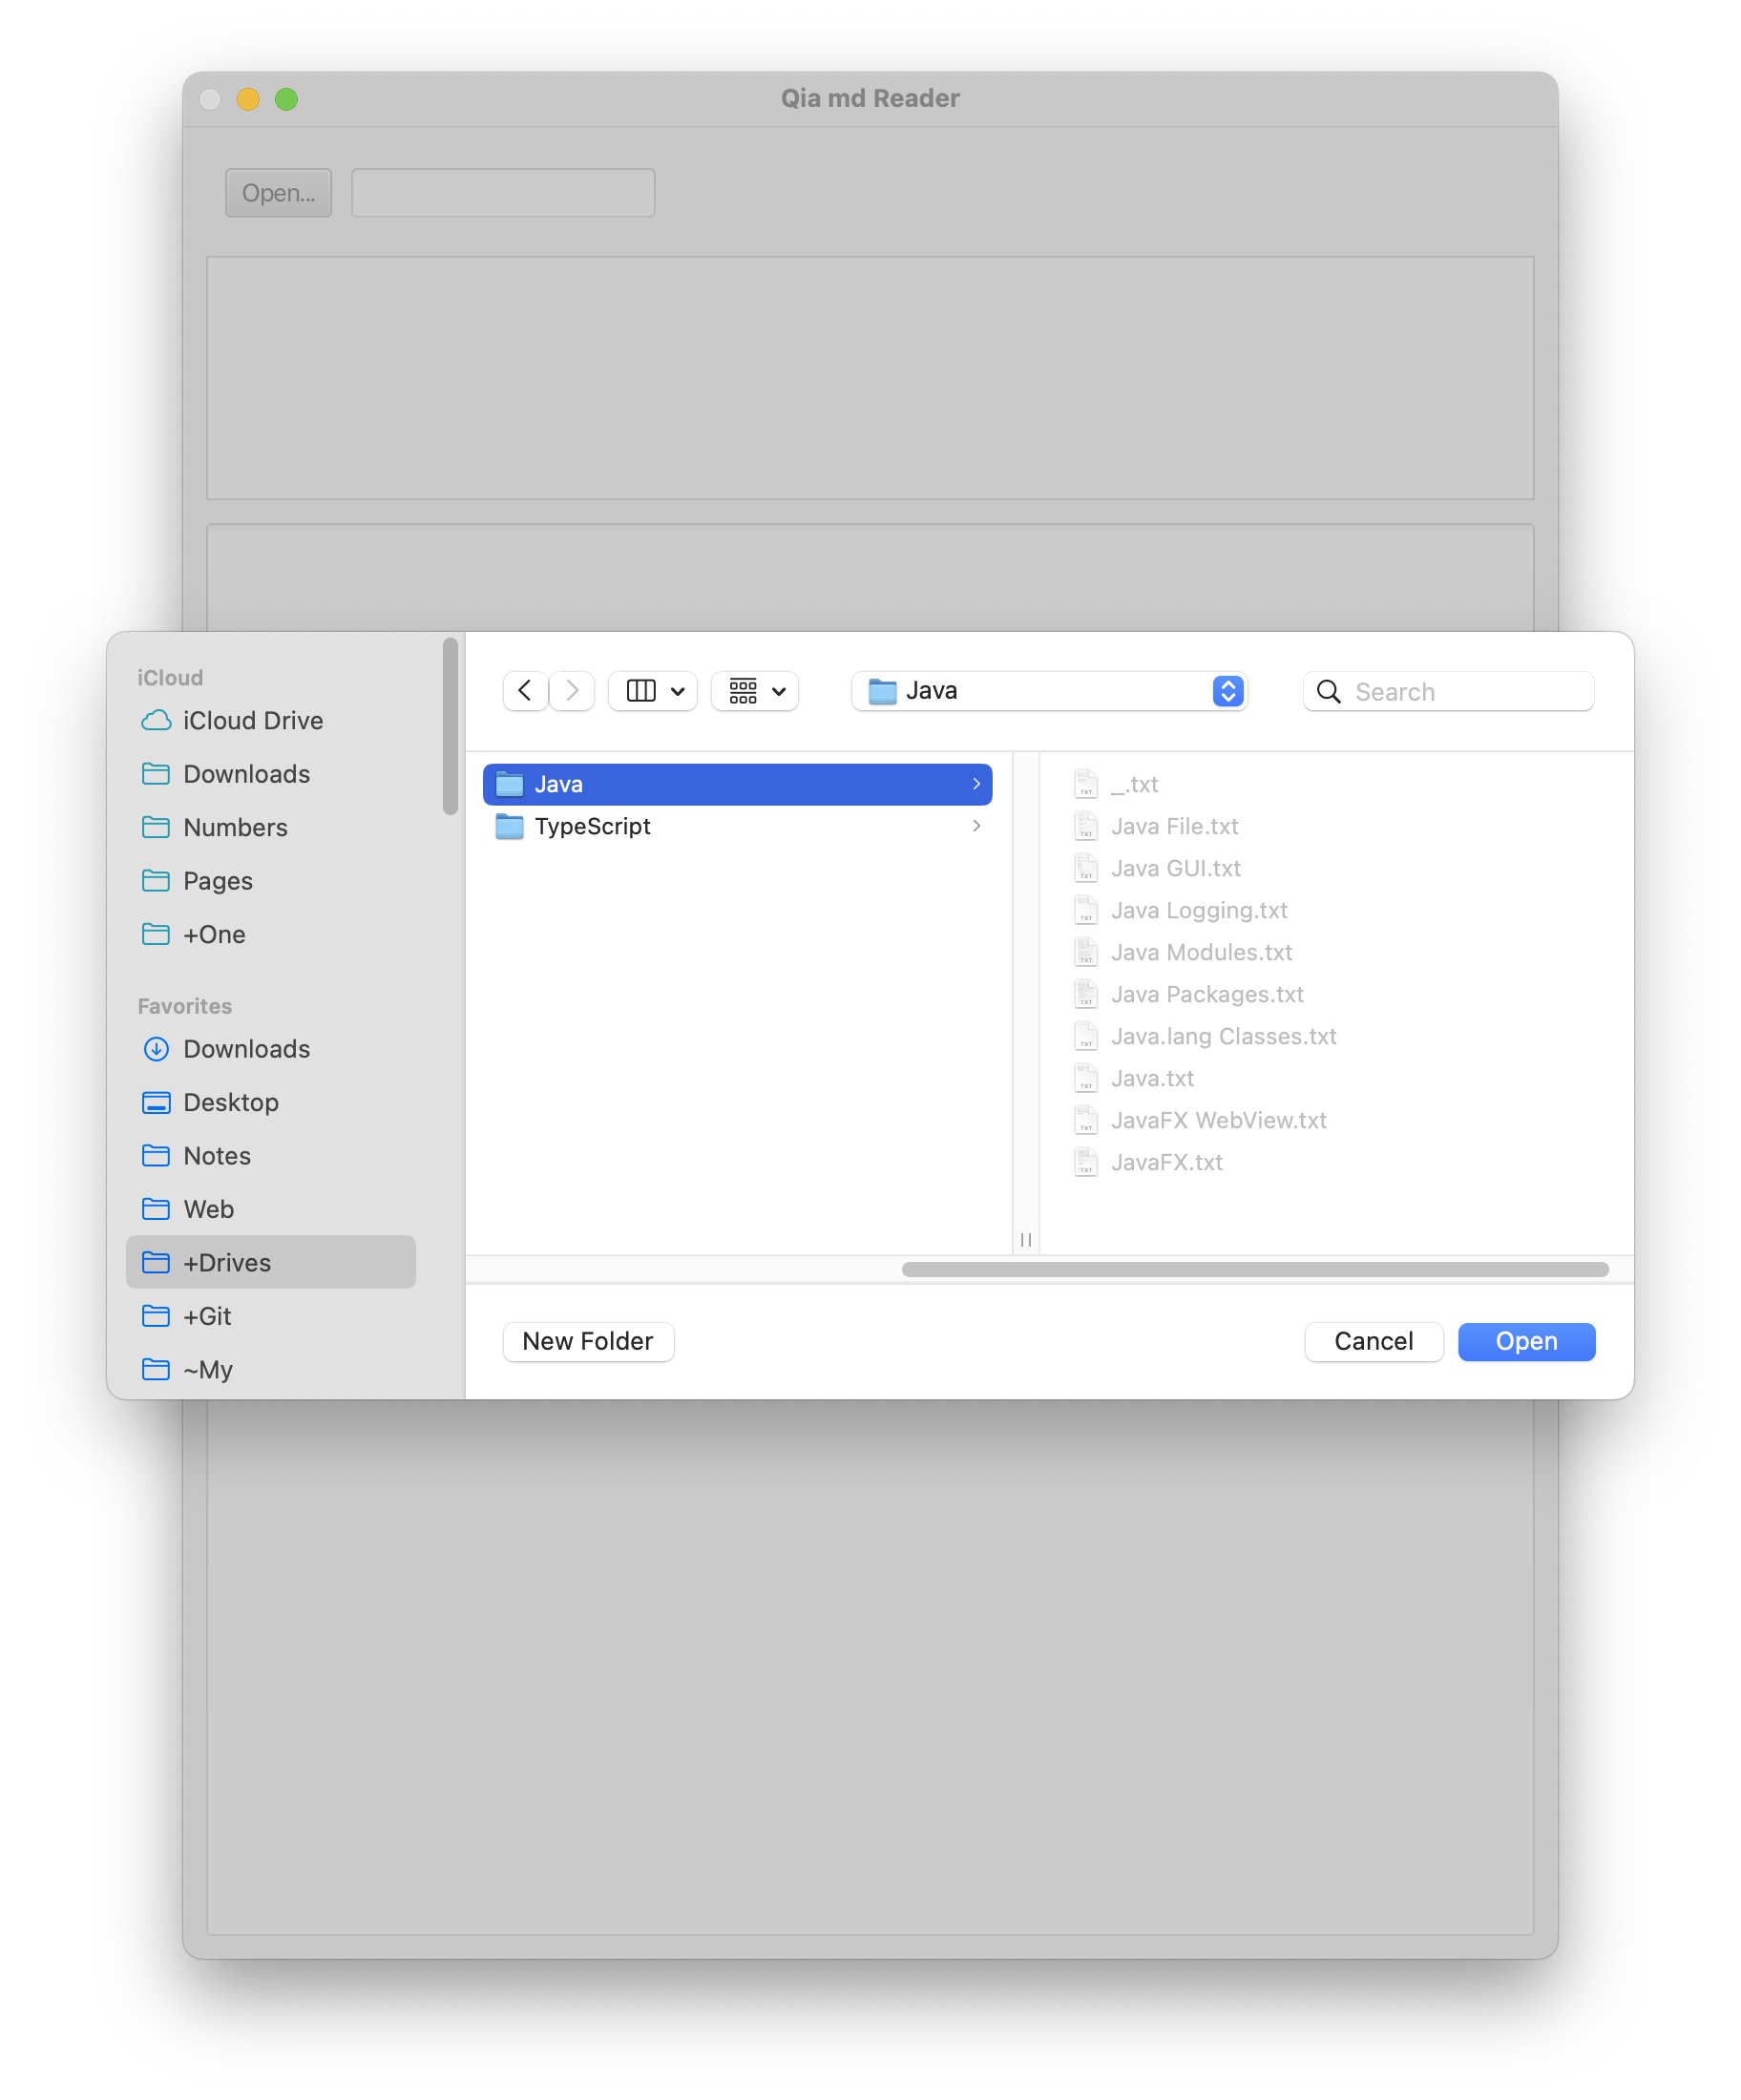 Qia md Reader
Open...
iCloud
iCloud Drive
Downloads
Numbers
Pages
+One
Favorites
Downloads
Desktop
Notes
Web
+Drives
+Git
~My
Java
Search
Java
TypeScript
_.txt
Java File.txt
Java GUI.txt
Java Logging.txt
Java Modules.txt
Java Packages.txt
Java.lang Classes.txt
Java.txt
JavaFX WebView.txt
JavaFX.txt
New Folder
Cancel
Open